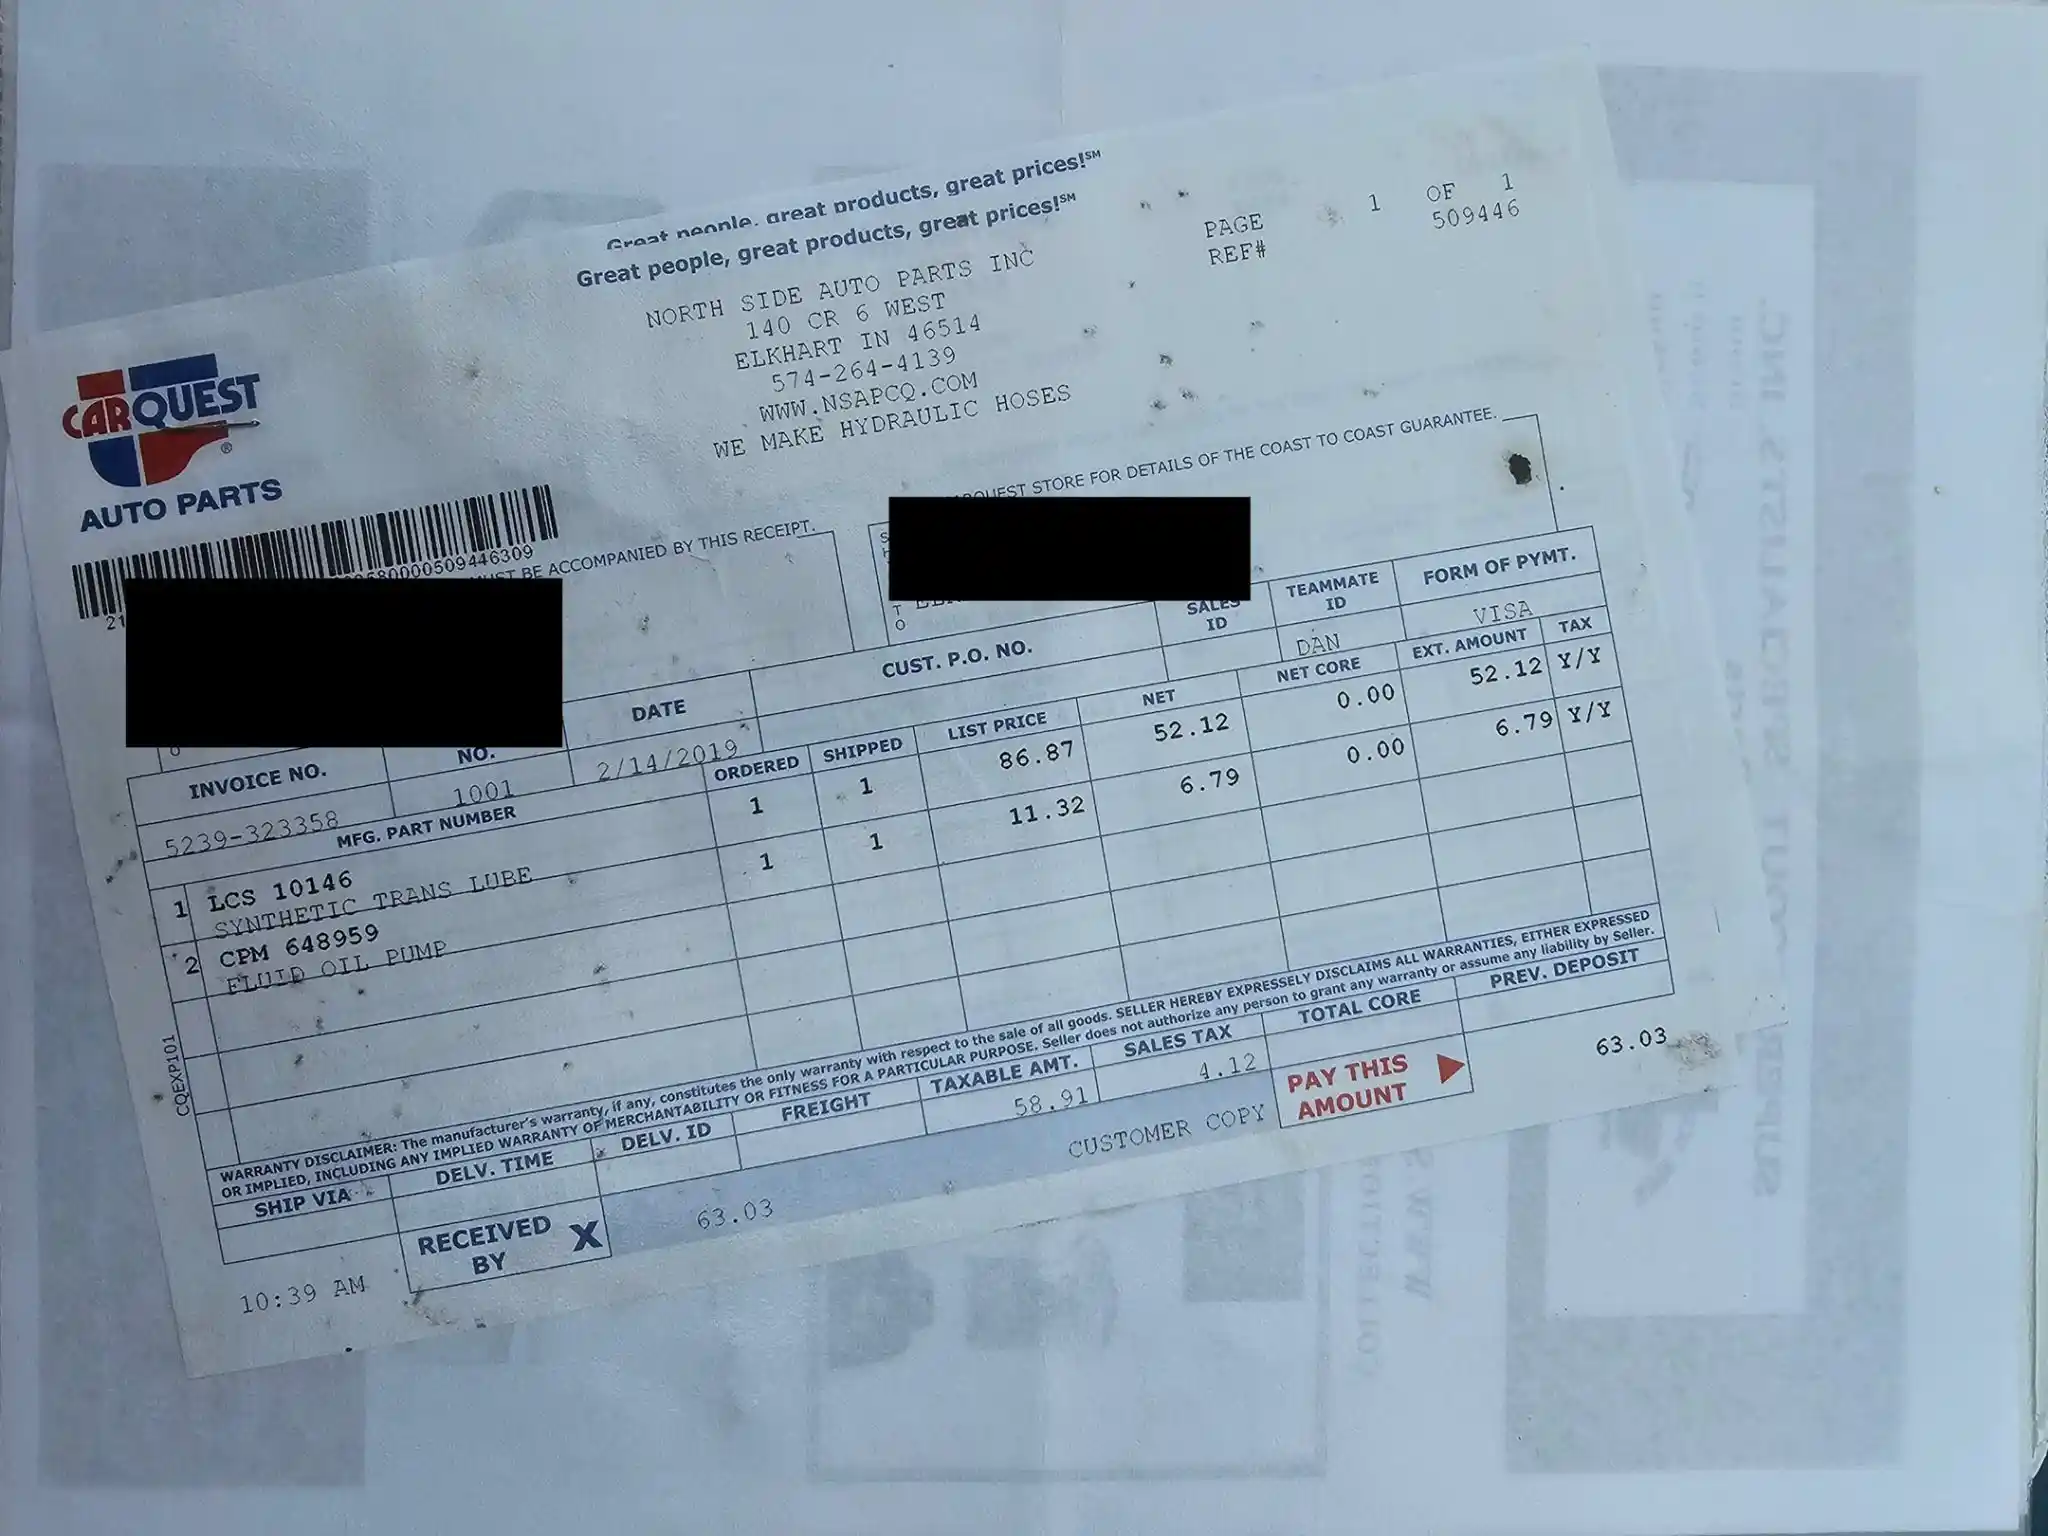 Great people, great products, great prices!SM
Great people, great products, great prices!SM
NORTH SIDE AUTO PARTS INC
140 CR 6 WEST
ELKHART IN 46514
574-264-4139
WWW.NSAPCQ.COM
WE MAKE HYDRAULIC HOSES
PAGE 1 OF 1
REF# 509446
CARQUEST®
AUTO PARTS
509446309
MUST BE ACCOMPANIED BY THIS RECEIPT.
STORE FOR DETAILS OF THE COAST TO COAST GUARANTEE.
T
O
INVOICE NO. NO. DATE CUST. P.O. NO. SALES ID TEAMMATE ID FORM OF PYMT.
5239-323358 1001 2/14/2019 DAN VISA
MFG. PART NUMBER ORDERED SHIPPED LIST PRICE NET NET CORE EXT. AMOUNT TAX
1 LCS 10146 1 1 86.87 52.12 0.00 52.12 Y/Y
SYNTHETIC TRANS LUBE
2 CPM 648959 1 1 11.32 6.79 0.00 6.79 Y/Y
FLUID OIL PUMP
CQEXP101
WARRANTY DISCLAIMER: The manufacturer's warranty, if any, constitutes the only warranty with respect to the sale of all goods. SELLER HEREBY EXPRESSLY DISCLAIMS ALL WARRANTIES, EITHER EXPRESSED
OR IMPLIED, INCLUDING ANY IMPLIED WARRANTY OF MERCHANTABILITY OR FITNESS FOR A PARTICULAR PURPOSE. Seller does not authorize any person to grant any warranty or assume any liability by Seller.
SHIP VIA DELV. TIME DELV. ID FREIGHT TAXABLE AMT. SALES TAX TOTAL CORE PREV. DEPOSIT
58.91 4.12
RECEIVED BY X 63.03 CUSTOMER COPY PAY THIS AMOUNT 63.03
10:39 AM